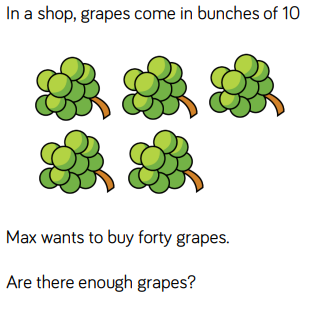 In a shop, grapes come in bunches of 10
Max wants to buy forty grapes.
Are there enough grapes?